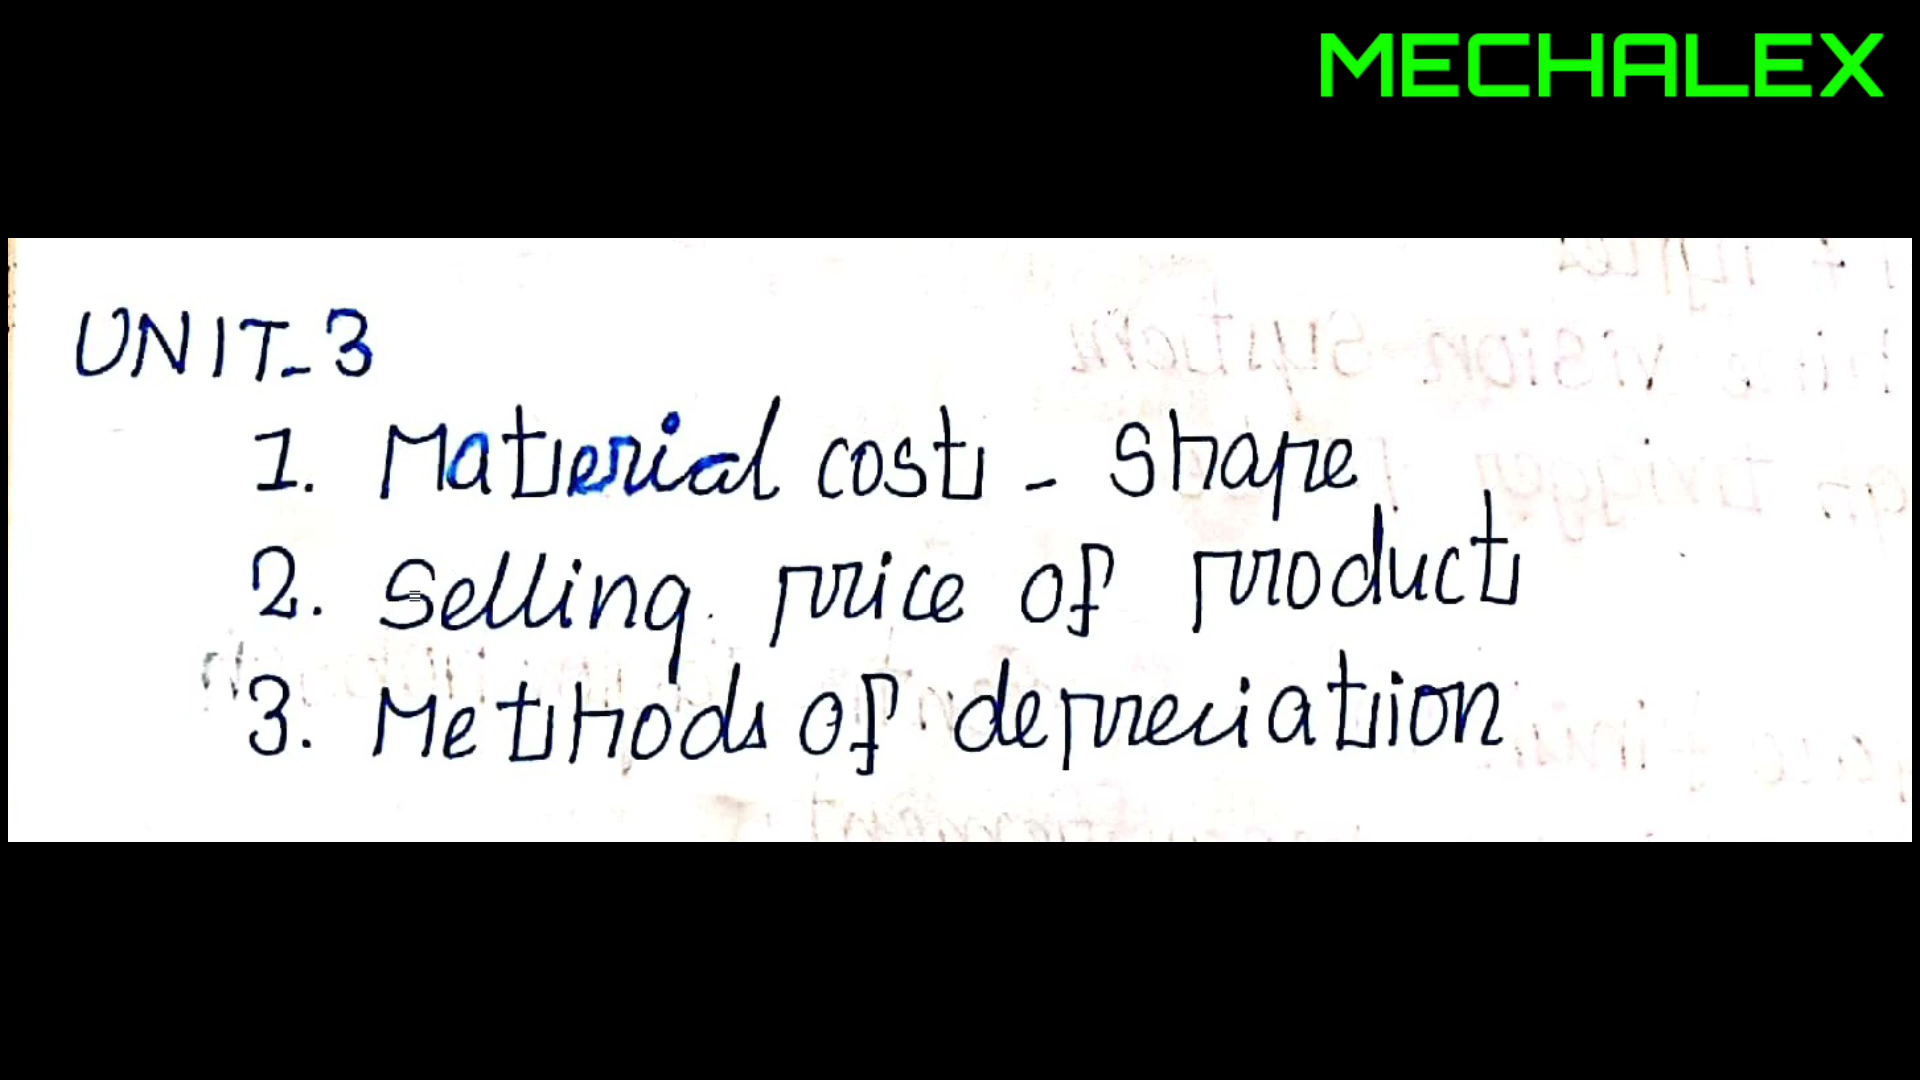 MECHALEX
UNIT-3
1. Material cost - shape
2. Selling price of product
3. Methods of depreciation